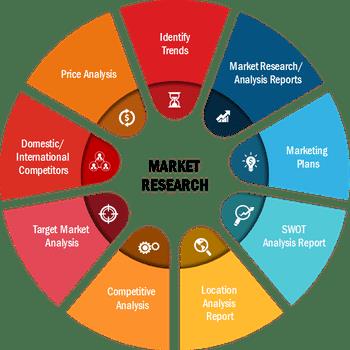 Identify
Trends
Market Research/
Analysis Reports
Marketing
Plans
SWOT
Analysis Report
Location
Analysis
Report
Competitive
Analysis
Target Market
Analysis
Domestic/
International
Competitors
Price Analysis
MARKET
RESEARCH